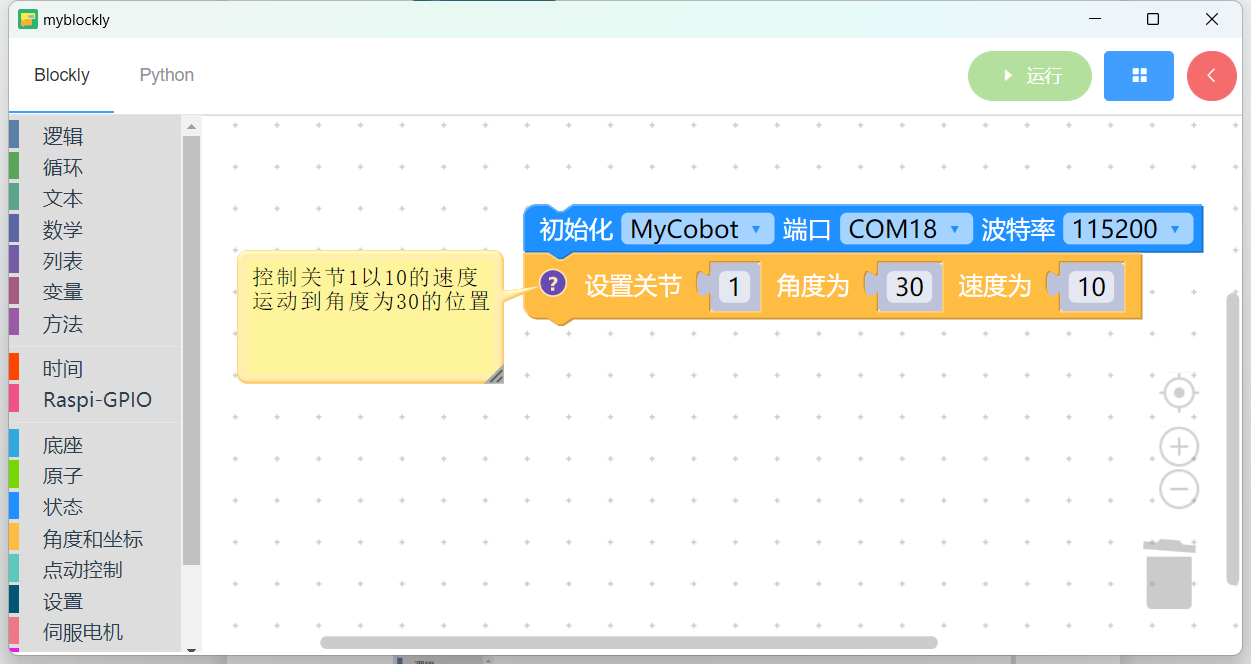 myblockly
Blockly
Python
运行
逻辑
循环
文本
数学
列表
变量
方法
时间
Raspi-GPIO
底座
原子
状态
角度和坐标
点动控制
设置
伺服电机
初始化 MyCobot 端口 COM18 波特率 115200
? 设置关节 1 角度为 30 速度为 10
控制关节1以10的速度
运动到角度为30的位置